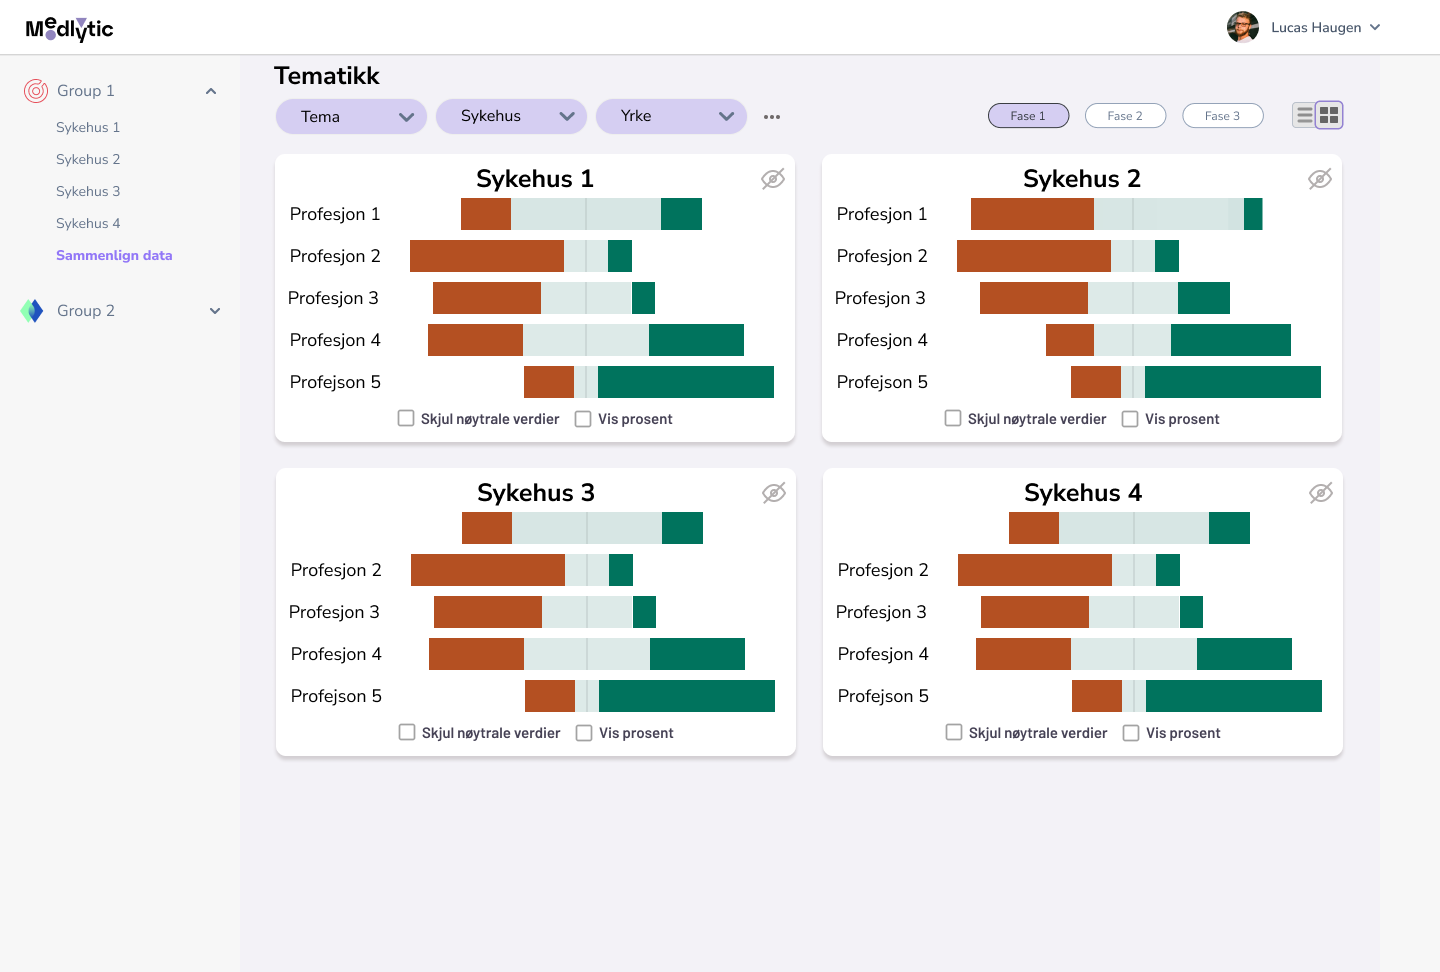 Medlytic
Lucas Haugen
Group 1
Sykehus 1
Sykehus 2
Sykehus 3
Sykehus 4
Sammenlign data
Group 2
Tematikk
Tema
Sykehus
Yrke
Fase 1
Fase 2
Fase 3
Sykehus 1
Profesjon 1
Profesjon 2
Profesjon 3
Profesjon 4
Profejson 5
Skjul nøytrale verdier
Vis prosent
Sykehus 2
Profesjon 1
Profesjon 2
Profesjon 3
Profesjon 4
Profejson 5
Skjul nøytrale verdier
Vis prosent
Sykehus 3
Profesjon 2
Profesjon 3
Profesjon 4
Profejson 5
Skjul nøytrale verdier
Vis prosent
Sykehus 4
Profesjon 2
Profesjon 3
Profesjon 4
Profejson 5
Skjul nøytrale verdier
Vis prosent